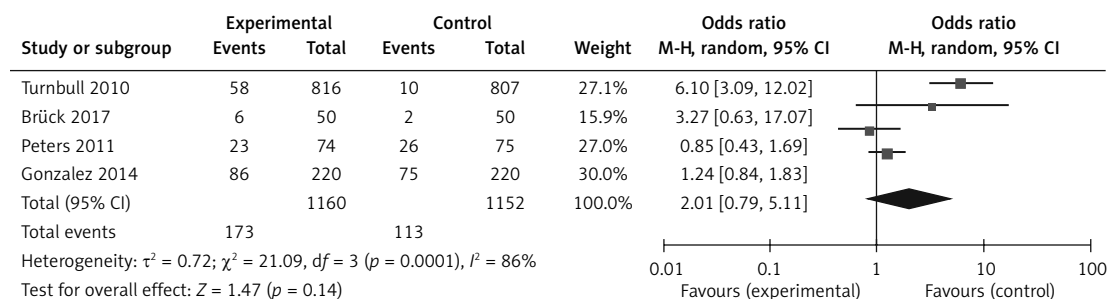 Experimental Control Odds ratio Odds ratio
Study or subgroup Events Total Events Total Weight M-H, random, 95% CI M-H, random, 95% CI
Turnbull 2010 58 816 10 807 27.1% 6.10 [3.09, 12.02]
Brück 2017 6 50 2 50 15.9% 3.27 [0.63, 17.07]
Peters 2011 23 74 26 75 27.0% 0.85 [0.43, 1.69]
Gonzalez 2014 86 220 75 220 30.0% 1.24 [0.84, 1.83]
Total (95% CI) 1160 1152 100.0% 2.01 [0.79, 5.11]
Total events 173 113
Heterogeneity: τ² = 0.72; χ² = 21.09, df = 3 (p = 0.0001), I² = 86%
0.01 0.1 1 10 100
Test for overall effect: Z = 1.47 (p = 0.14) Favours (experimental) Favours (control)